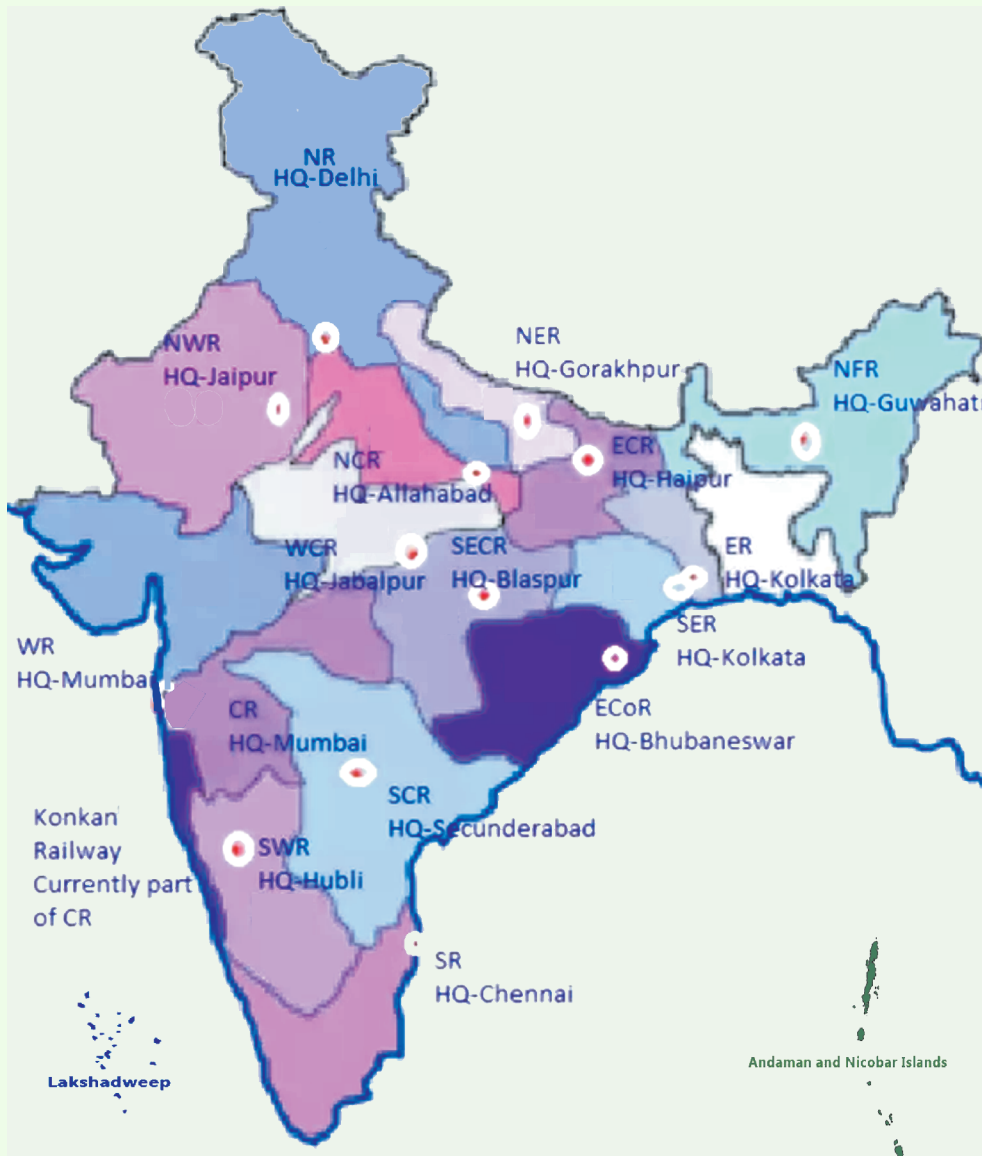 NR
HQ-Delhi
NWR
HQ-Jaipur
NER
HQ-Gorakhpur
NFR
HQ-Guwahati
ECR
HQ-Haipur
NCR
HQ-Allahabad
WCR
HQ-Jabalpur
SECR
HQ-Blaspur
ER
HQ-Kolkata
SER
HQ-Kolkata
WR
HQ-Mumbai
CR
HQ-Mumbai
ECoR
HQ-Bhubaneswar
SCR
HQ-Secunderabad
Konkan
Railway
Currently part
of CR
SWR
HQ-Hubli
SR
HQ-Chennai
Lakshadweep
Andaman and Nicobar Islands